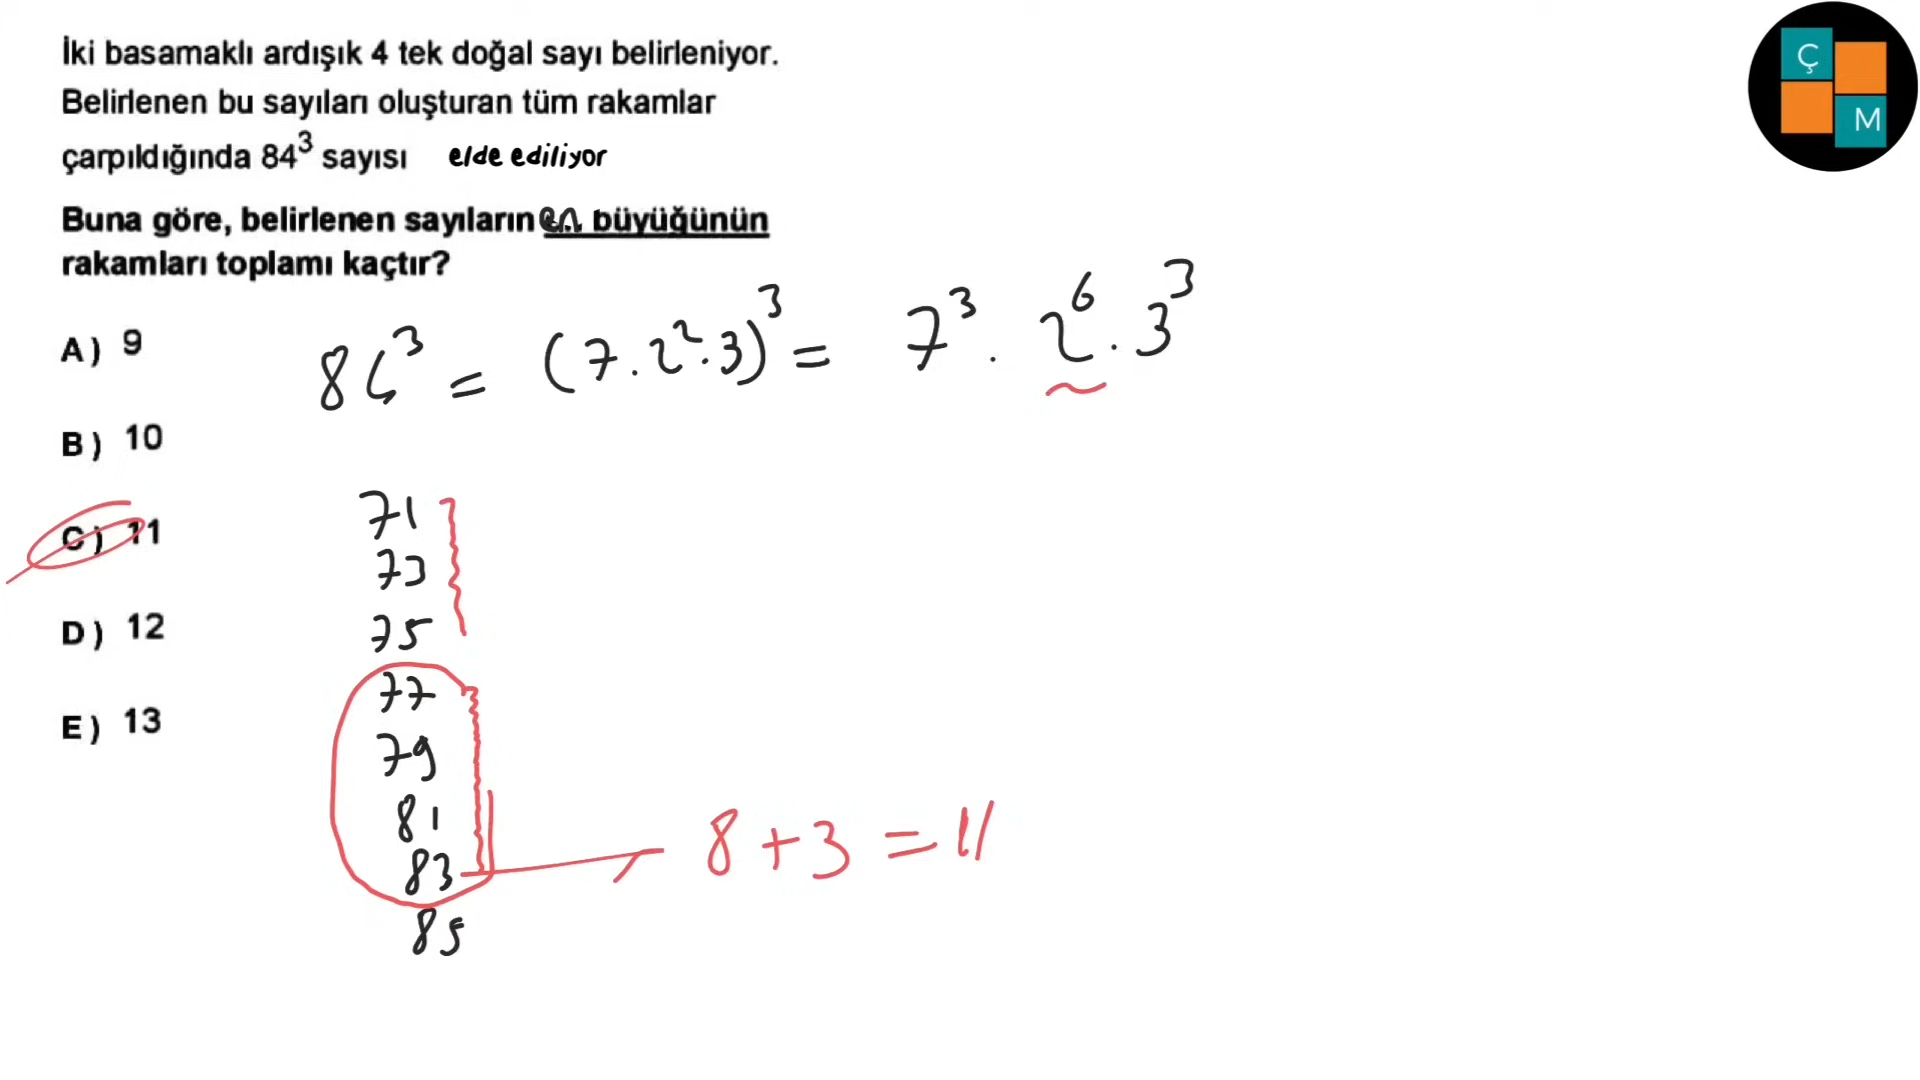 İki basamaklı ardışık 4 tek doğal sayı belirleniyor.
Belirlenen bu sayıları oluşturan tüm rakamlar
çarpıldığında 84³ sayısı elde ediliyor
Buna göre, belirlenen sayıların en büyüğünün
rakamları toplamı kaçtır?
A) 9
B) 10
C) 11
D) 12
E) 13
84³ = (7.2².3)³ = 7³ . 2⁶ . 3³
71
73
75
77
79
81
83
85
8+3=11
Ç
M